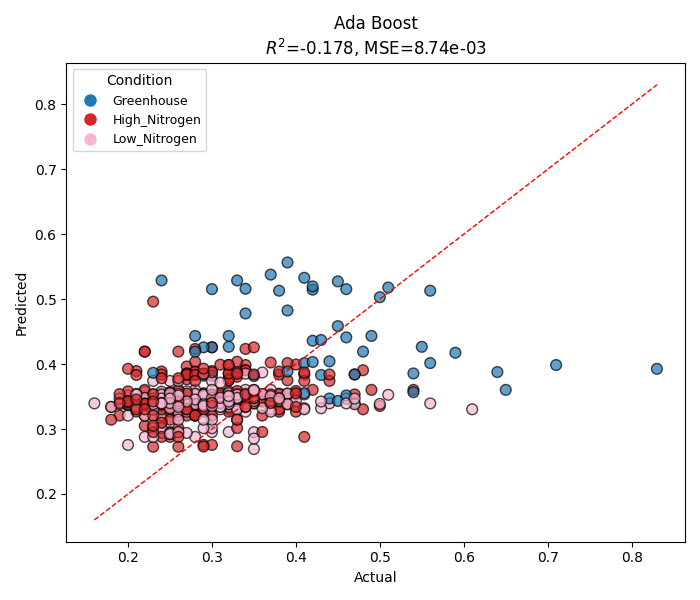 Ada Boost
R²=-0.178, MSE=8.74e-03
Condition
Greenhouse
High_Nitrogen
Low_Nitrogen
Predicted
0.8
0.7
0.6
0.5
0.4
0.3
0.2
0.2 0.3 0.4 0.5 0.6 0.7 0.8
Actual